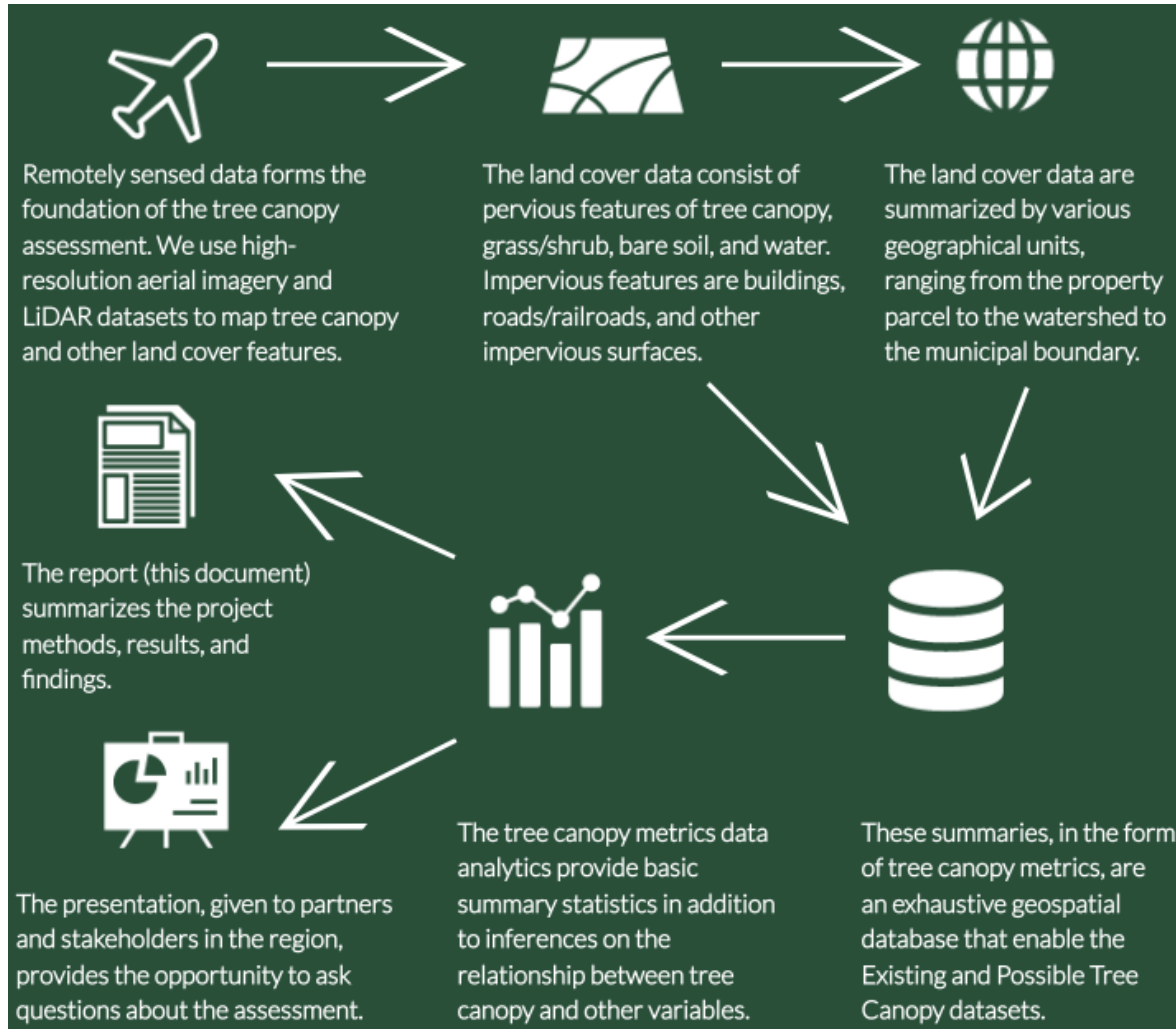 Remotely sensed data forms the
foundation of the tree canopy
assessment. We use high-
resolution aerial imagery and
LiDAR datasets to map tree canopy
and other land cover features.
The land cover data consist of
pervious features of tree canopy,
grass/shrub, bare soil, and water.
Impervious features are buildings,
roads/railroads, and other
impervious surfaces.
The land cover data are
summarized by various
geographical units,
ranging from the property
parcel to the watershed to
the municipal boundary.
The report (this document)
summarizes the project
methods, results, and
findings.
The presentation, given to partners
and stakeholders in the region,
provides the opportunity to ask
questions about the assessment.
The tree canopy metrics data
analytics provide basic
summary statistics in addition
to inferences on the
relationship between tree
canopy and other variables.
These summaries, in the form
of tree canopy metrics, are
an exhaustive geospatial
database that enable the
Existing and Possible Tree
Canopy datasets.